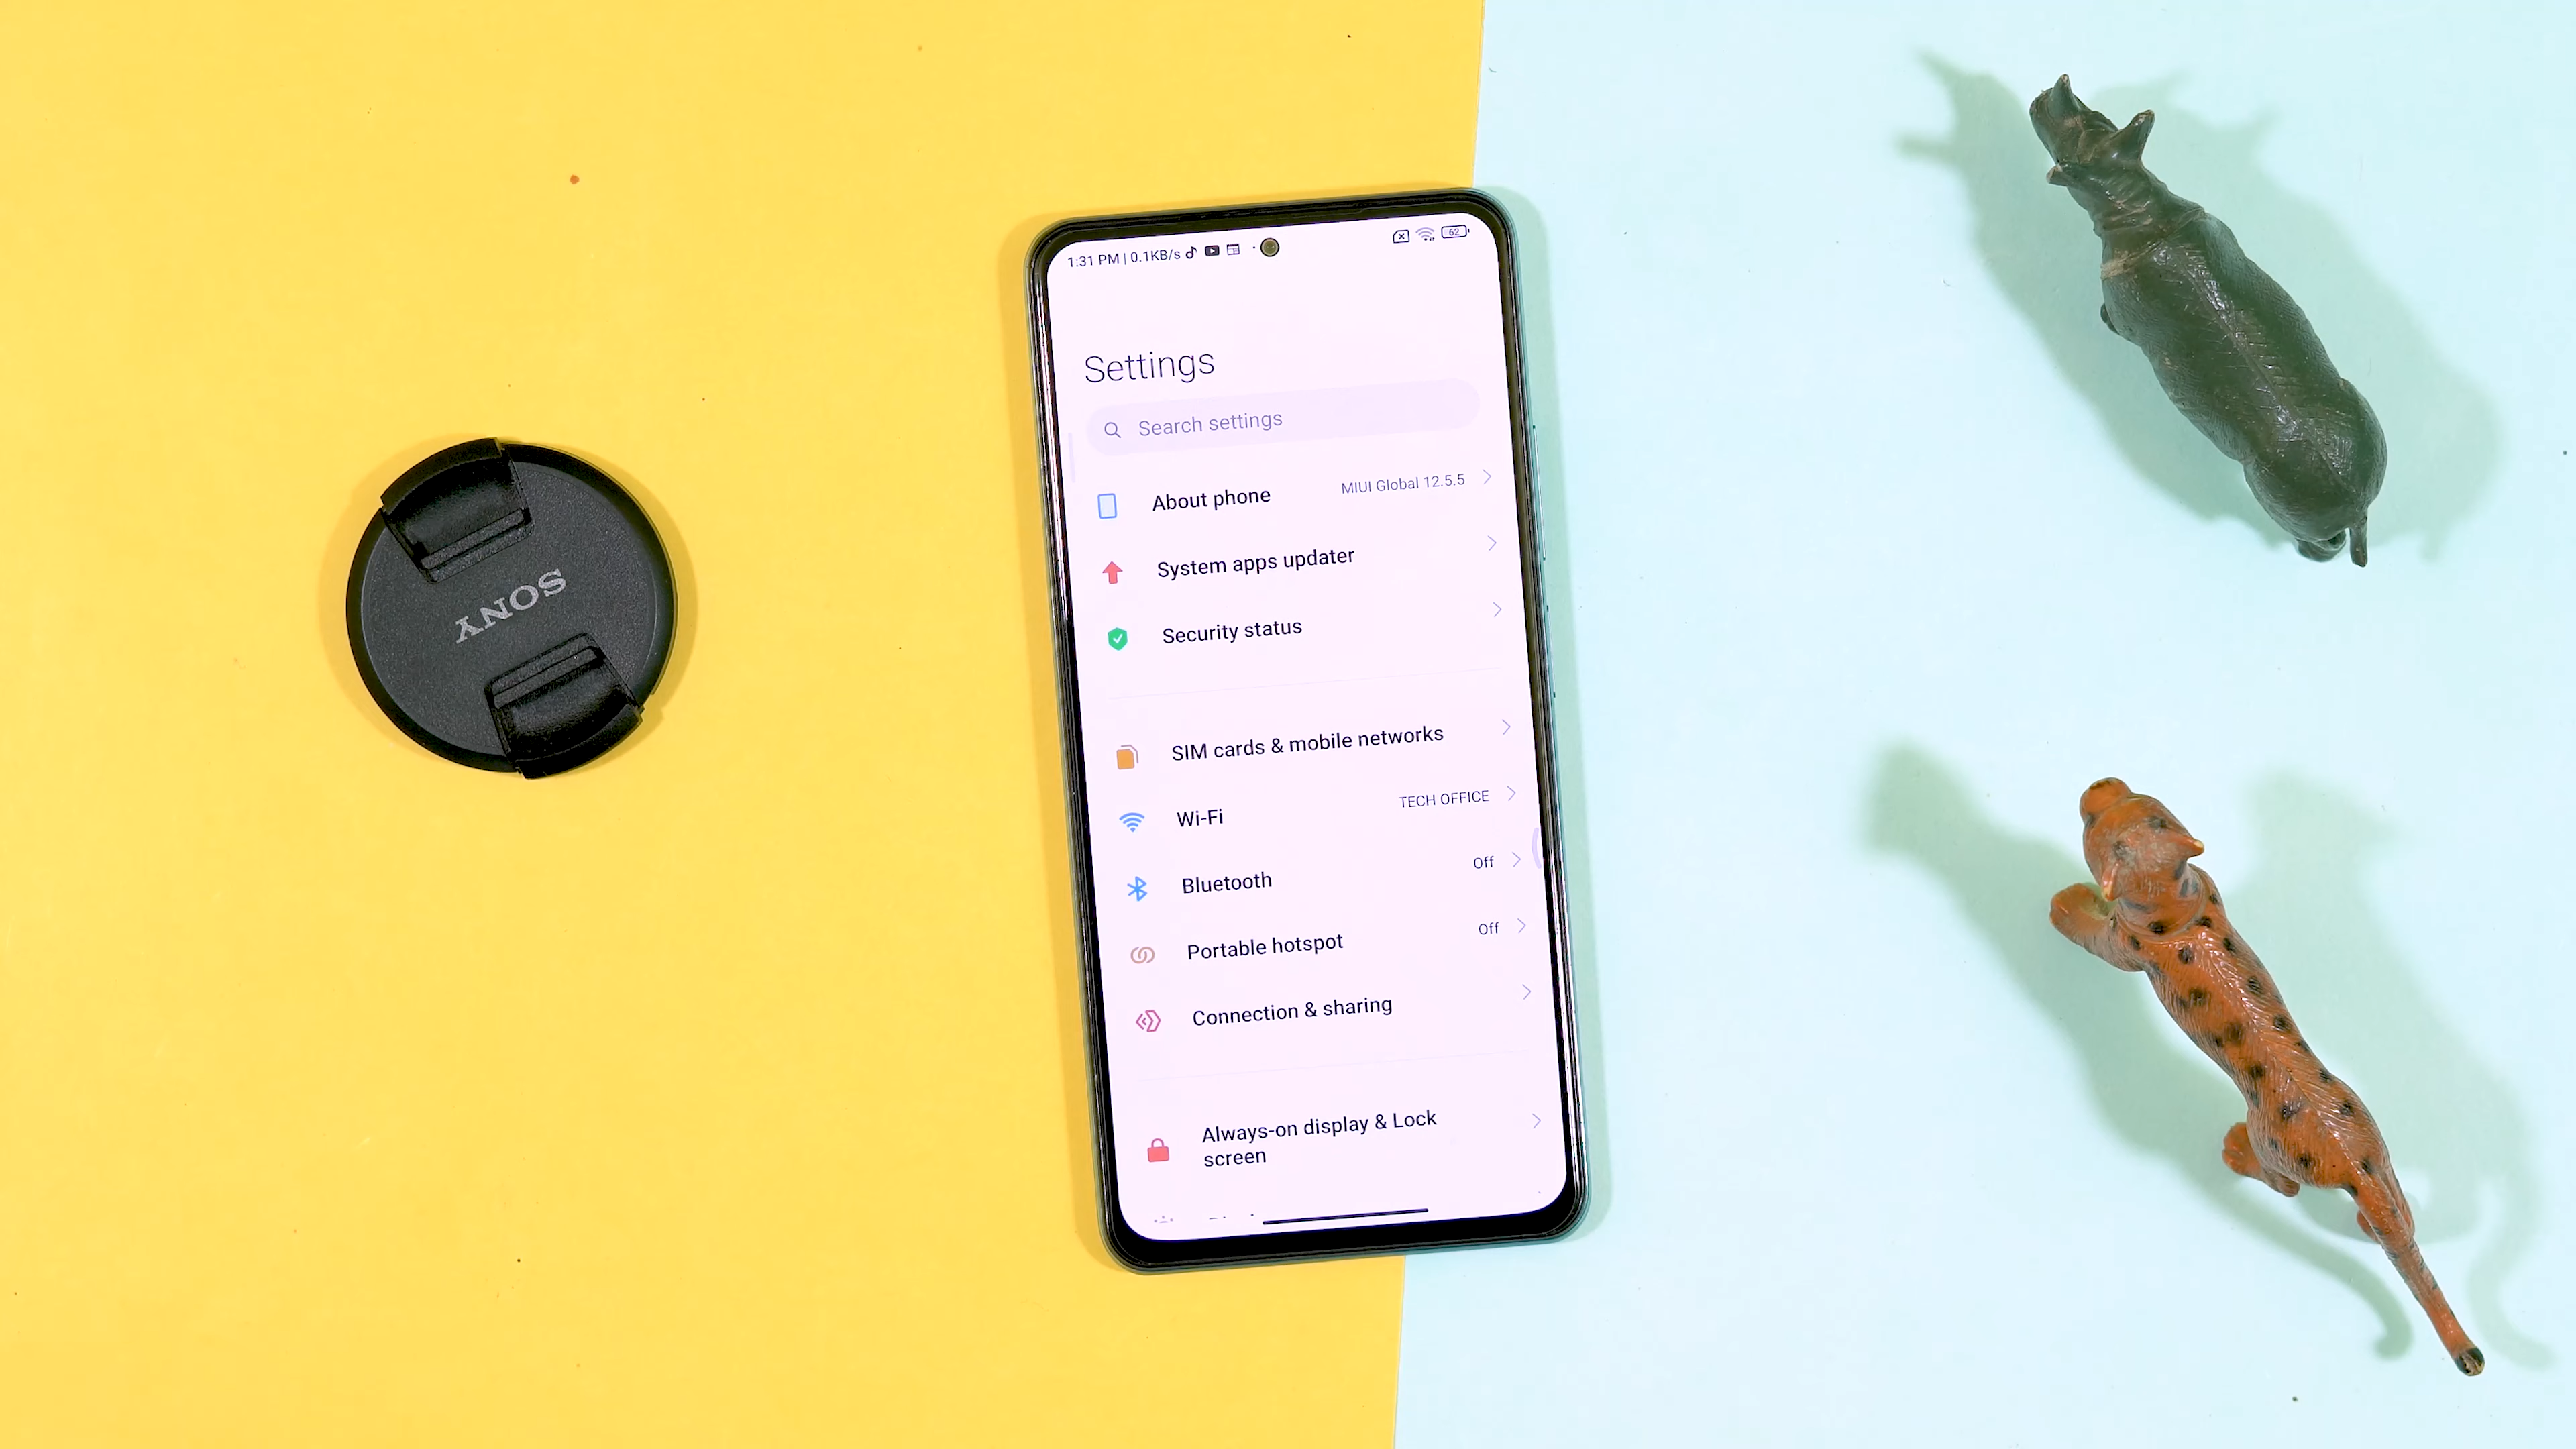 SONY
1:31 PM | 0.1KB/s
62
Settings
Search settings
About phone MIUI Global 12.5.5
System apps updater
Security status
SIM cards & mobile networks
Wi-Fi TECH OFFICE
Bluetooth Off
Portable hotspot Off
Connection & sharing
Always-on display & Lock
screen